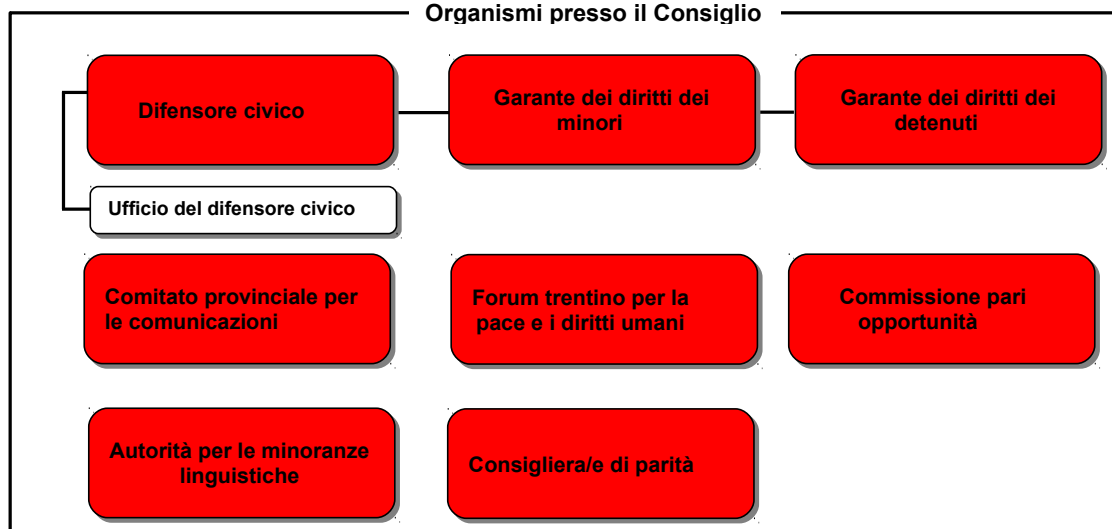 Organismi presso il Consiglio
Difensore civico
Garante dei diritti dei
minori
Garante dei diritti dei
detenuti
Ufficio del difensore civico
Comitato provinciale per
le comunicazioni
Forum trentino per la
pace e i diritti umani
Commissione pari
opportunità
Autorità per le minoranze
linguistiche
Consigliera/e di parità